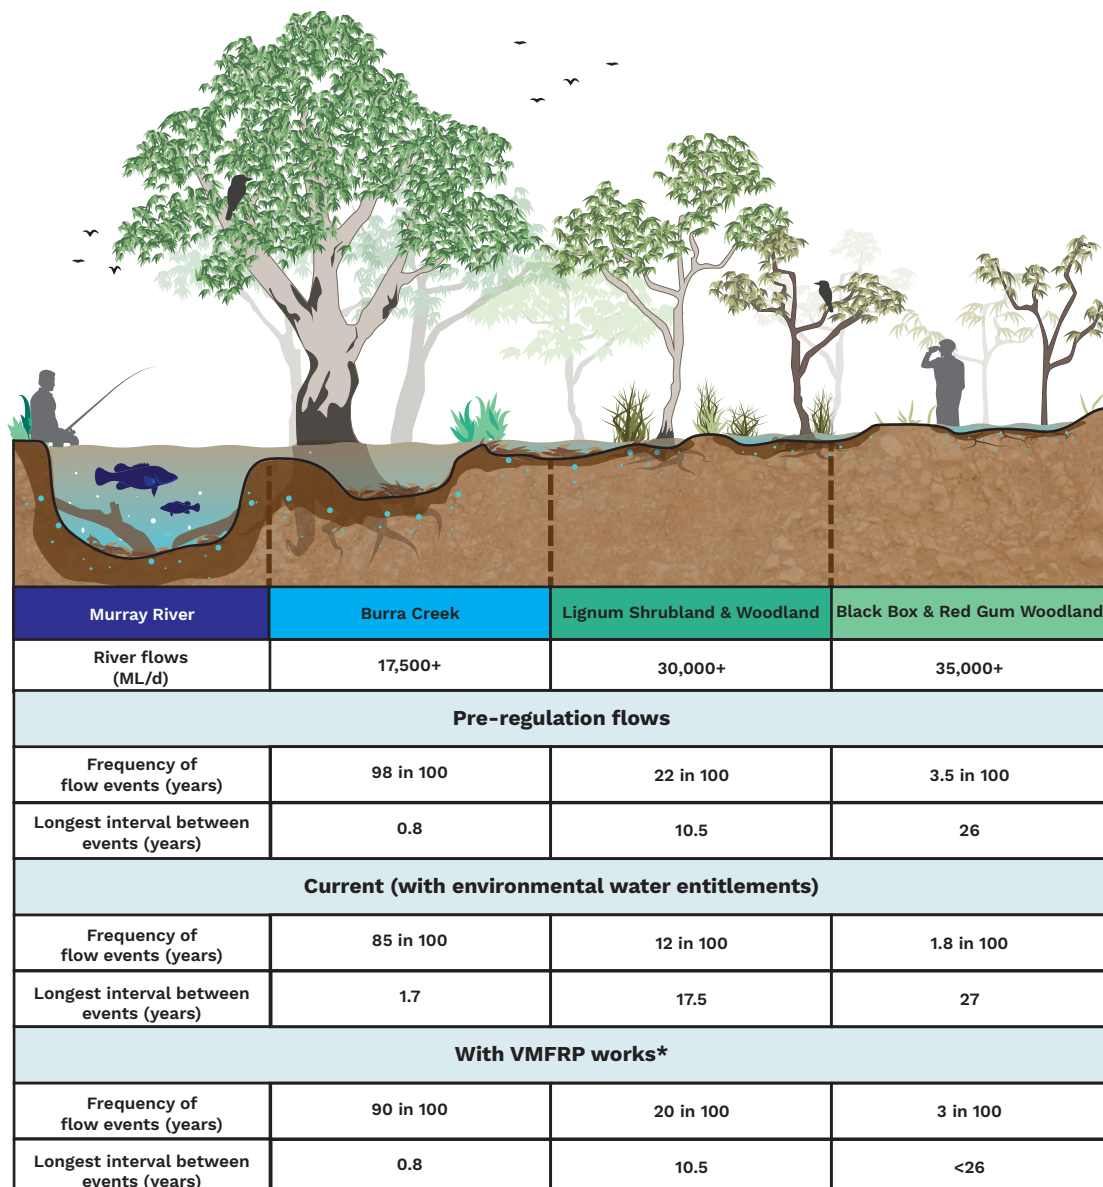 Murray River
Burra Creek
Lignum Shrubland & Woodland
Black Box & Red Gum Woodland
River flows
(ML/d)
17,500+
30,000+
35,000+
Pre-regulation flows
Frequency of
flow events (years)
98 in 100
22 in 100
3.5 in 100
Longest interval between
events (years)
0.8
10.5
26
Current (with environmental water entitlements)
Frequency of
flow events (years)
85 in 100
12 in 100
1.8 in 100
Longest interval between
events (years)
1.7
17.5
27
With VMFRP works*
Frequency of
flow events (years)
90 in 100
20 in 100
3 in 100
Longest interval between
events (years)
0.8
10.5
<26